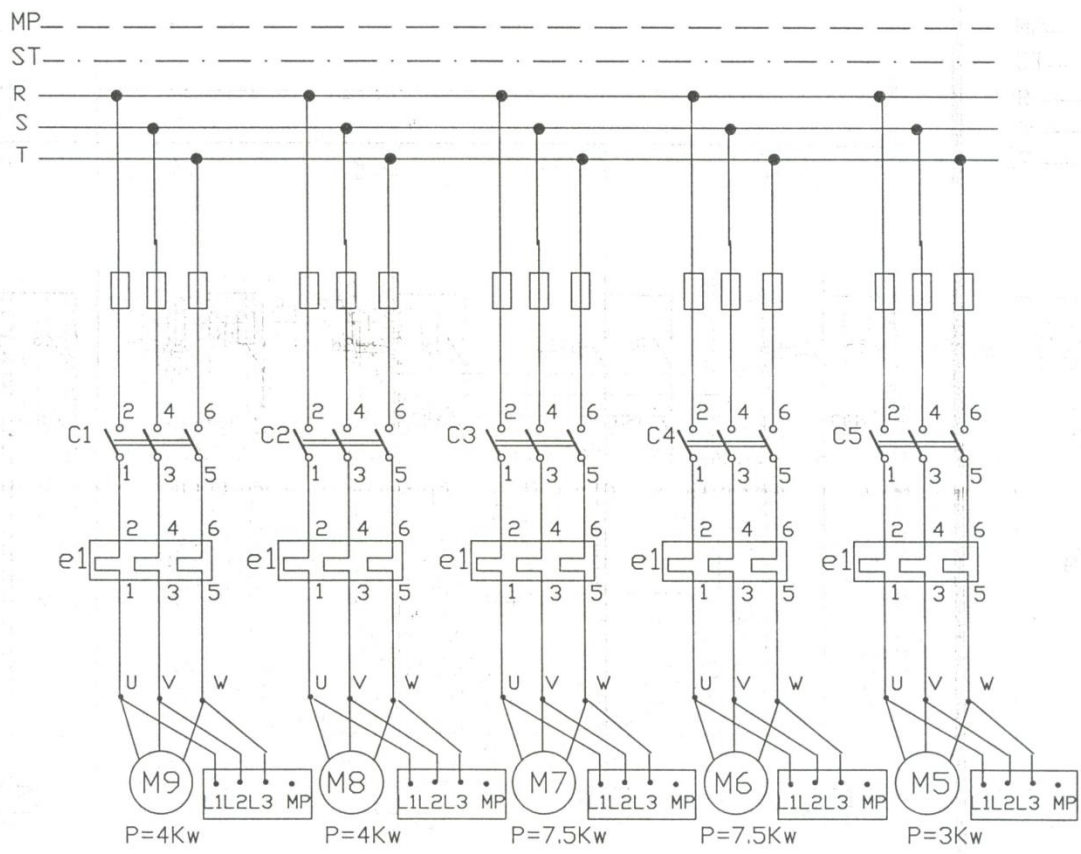 MP
ST
R
S
T
2 4 6 2 4 6 2 4 6 2 4 6 2 4 6
C1 C2 C3 C4 C5
1 3 5 1 3 5 1 3 5 1 3 5 1 3 5
2 4 6 2 4 6 2 4 6 2 4 6 2 4 6
e1 e1 e1 e1 e1
1 3 5 1 3 5 1 3 5 1 3 5 1 3 5
U V W U V W U V W U V W U V W
M9 M8 M7 M6 M5
L1L2L3 MP L1L2L3 MP L1L2L3 MP L1L2L3 MP L1L2L3 MP
P=4Kw P=4Kw P=7.5Kw P=7.5Kw P=3Kw